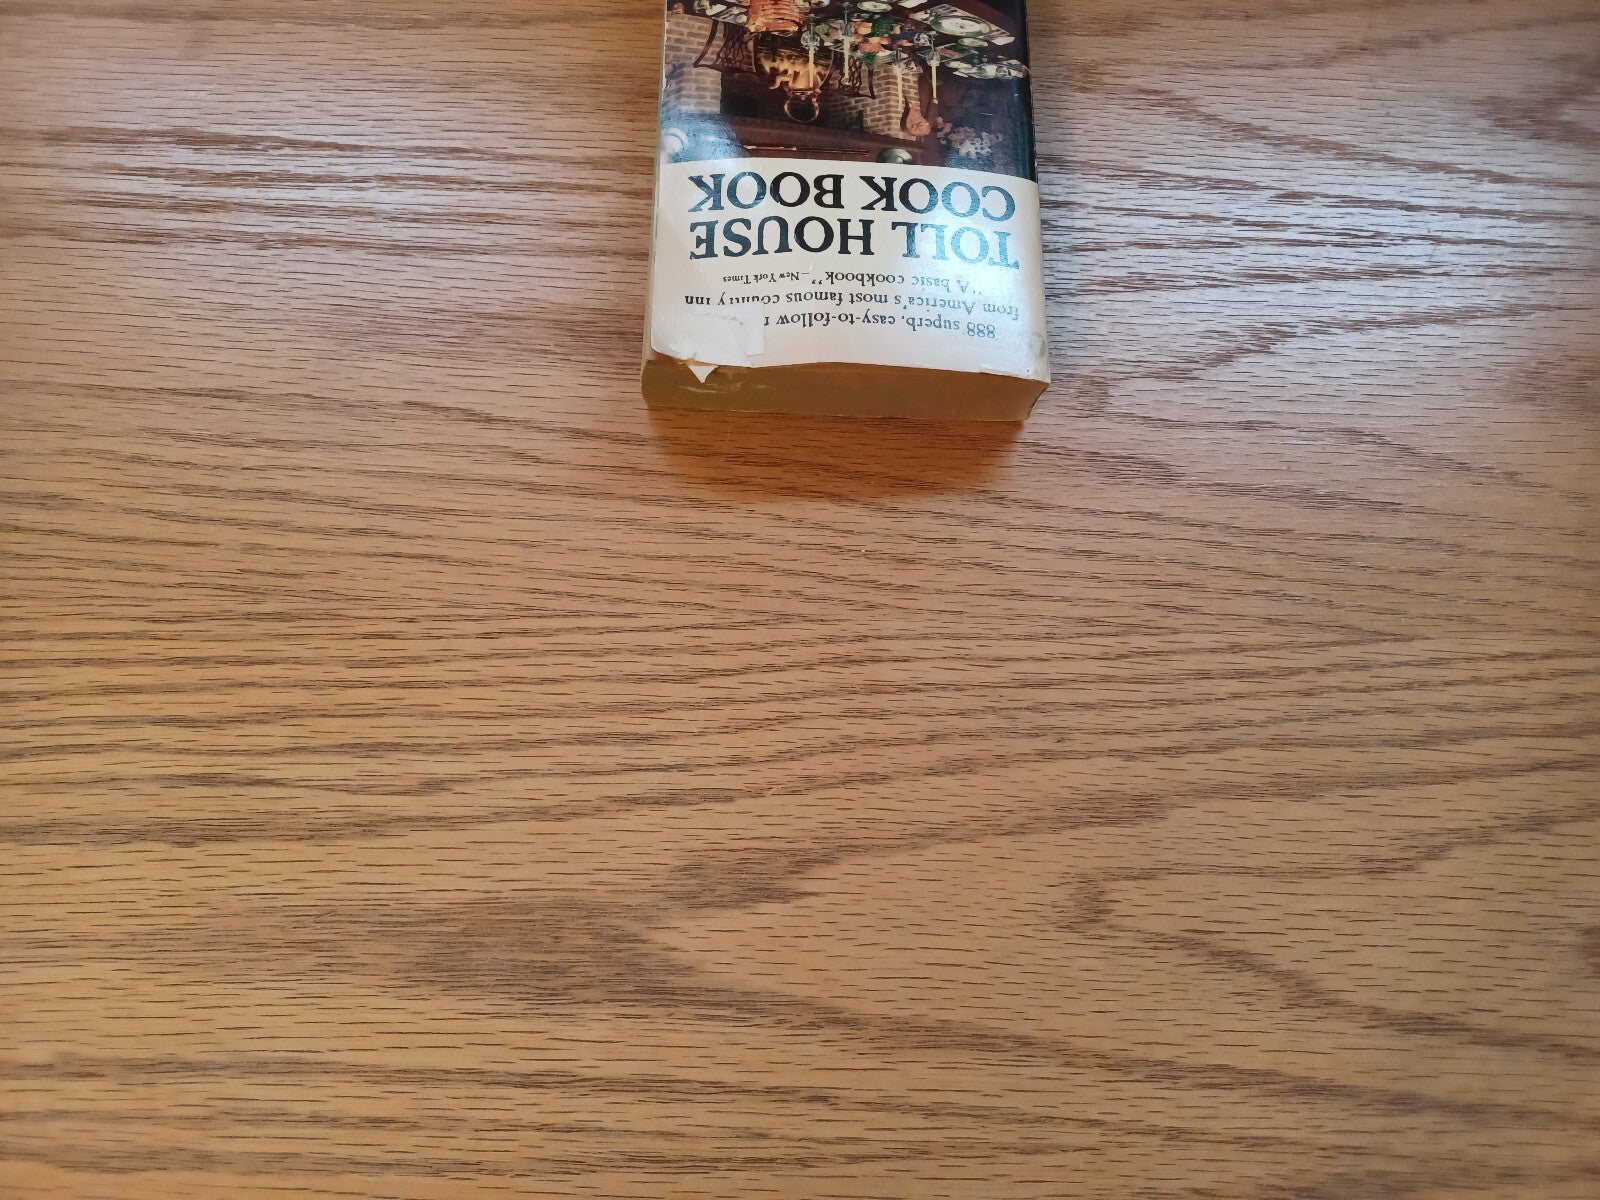 888 superb, easy-to-follow
from America's most famous country inn
"A basic cookbook"—New York Times
TOLL HOUSE
COOK BOOK